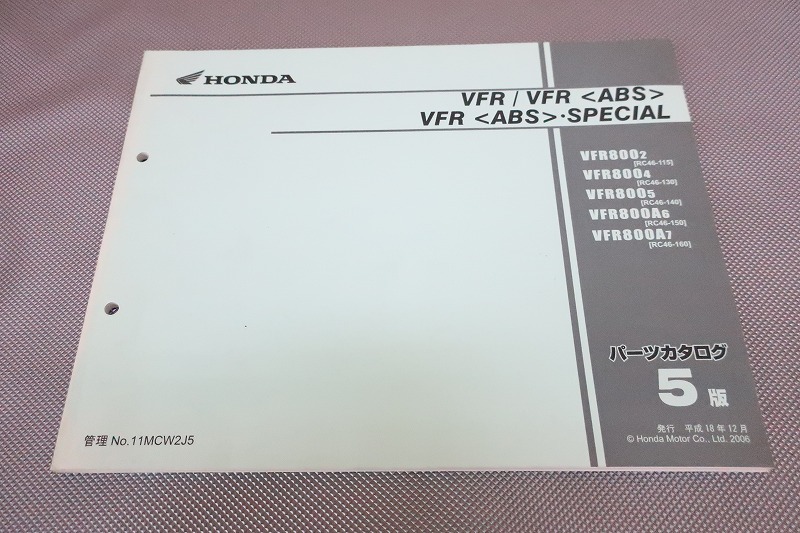 HONDA
VFR / VFR <ABS>
VFR <ABS>・SPECIAL
VFR800₂
[RC46-115]
VFR800₄
[RC46-130]
VFR800₅
[RC46-140]
VFR800A₆
[RC46-150]
VFR800A₇
[RC46-160]
パーツカタログ
5版
発行 平成18年12月
© Honda Motor Co., Ltd. 2006
管理 No.11MCW2J5